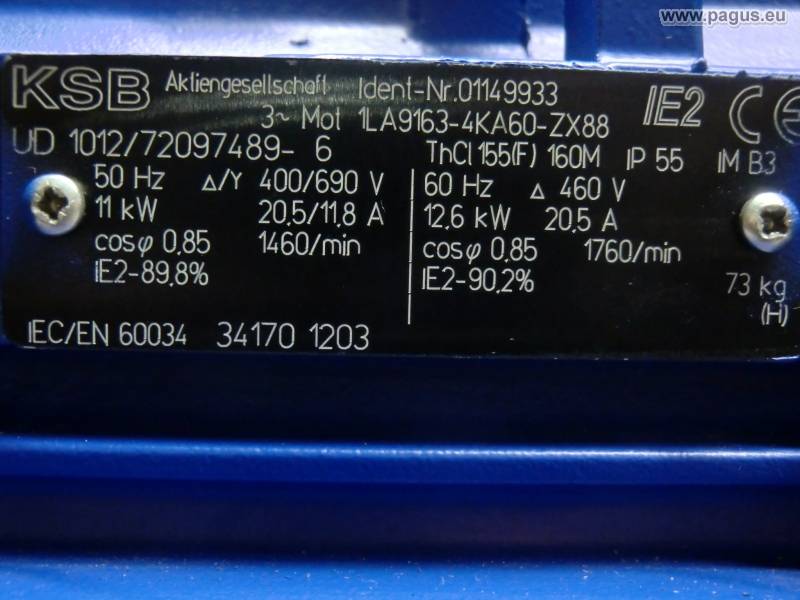 www.pagus.eu
KSB Aktiengesellschaft Ident-Nr.01149933 IE2 CE
3~ Mot 1LA9163-4KA60-ZX88
UD 1012/72097489- 6 ThCl 155(F) 160M IP 55 IM B3
50 Hz Δ/Y 400/690 V 60 Hz Δ 460 V
11 kW 20,5/11,8 A 12,6 kW 20,5 A
cosφ 0,85 1460/min cosφ 0,85 1760/min
IE2-89,8% IE2-90,2% 73 kg
(H)
IEC/EN 60034 34170 1203